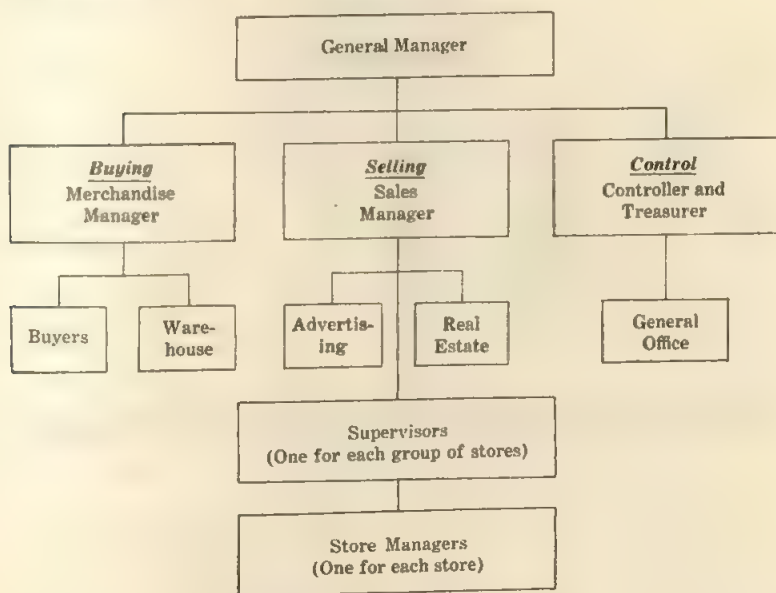 General Manager
Buying
Merchandise
Manager
Selling
Sales
Manager
Control
Controller and
Treasurer
Buyers
Ware-
house
Advertis-
ing
Real
Estate
General
Office
Supervisors
(One for each group of stores)
Store Managers
(One for each store)